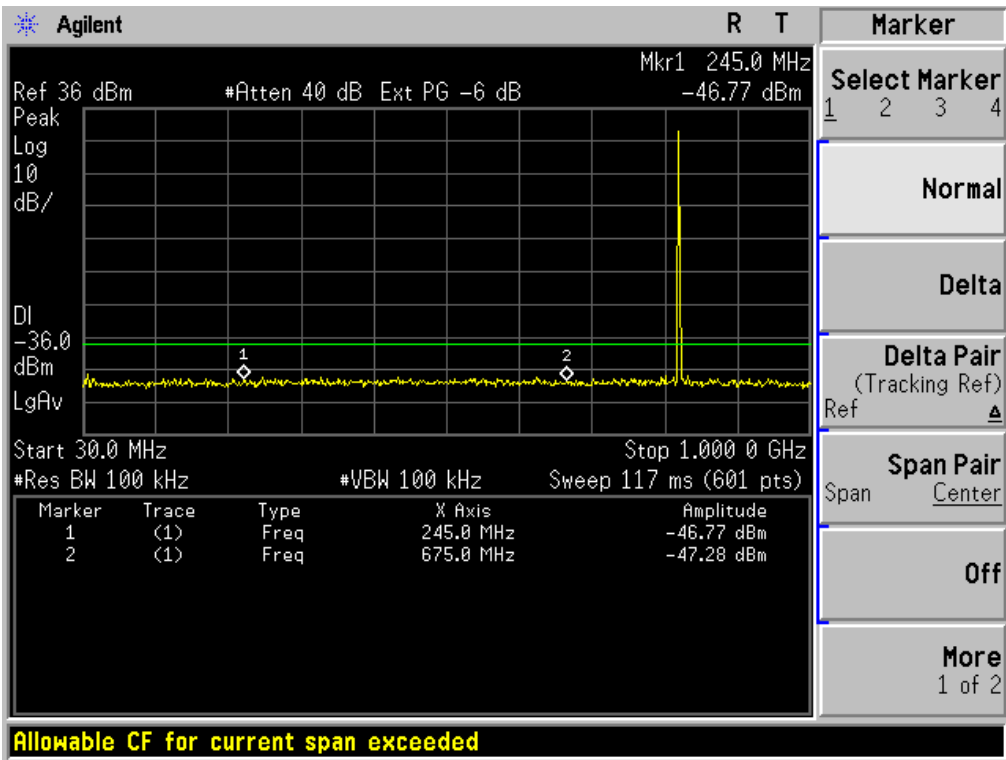 Agilent R T
Mkr1 245.0 MHz
Ref 36 dBm #Atten 40 dB Ext PG -6 dB -46.77 dBm
Peak
Log
10
dB/
DI
-36.0
dBm
LgAv
1 2
Start 30.0 MHz Stop 1.000 0 GHz
#Res BW 100 kHz #VBW 100 kHz Sweep 117 ms (601 pts)
Marker Trace Type X Axis Amplitude
1 (1) Freq 245.0 MHz -46.77 dBm
2 (1) Freq 675.0 MHz -47.28 dBm
Allowable CF for current span exceeded
Marker
Select Marker
1 2 3 4
Normal
Delta
Delta Pair
(Tracking Ref)
Ref Δ
Span Pair
Span Center
Off
More
1 of 2